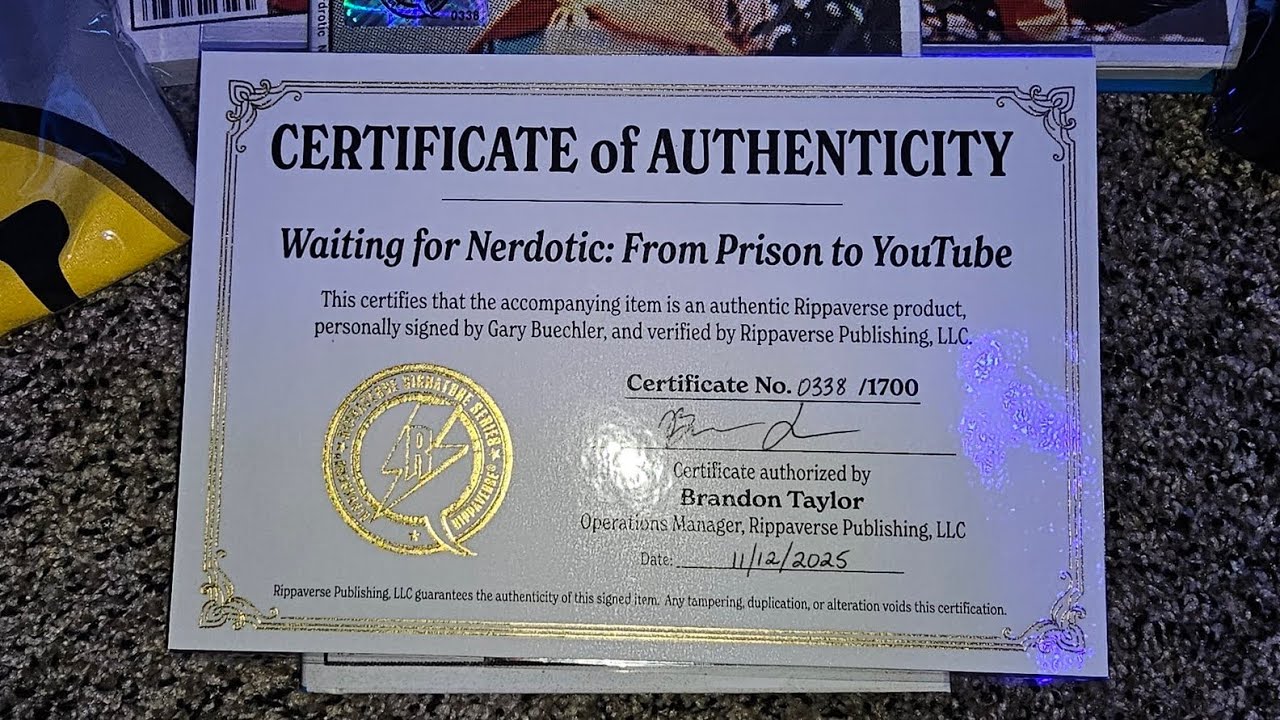 0338
CERTIFICATE of AUTHENTICITY
Waiting for Nerdotic: From Prison to YouTube
This certifies that the accompanying item is an authentic Rippaverse product,
personally signed by Gary Buechler, and verified by Rippaverse Publishing, LLC.
Certificate No. 0338 /1700
R
Certificate authorized by
Brandon Taylor
Operations Manager, Rippaverse Publishing, LLC
Date: 11/12/2025
Rippaverse Publishing, LLC guarantees the authenticity of this signed item. Any tampering, duplication, or alteration voids this certification.